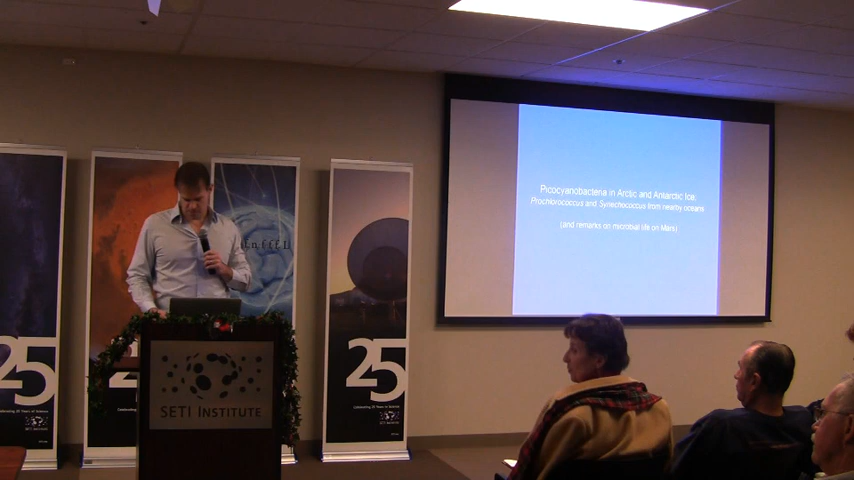 Picocyanobacteria in Arctic and Antarctic Ice;
Prochlorococcus and Synechococcus from nearby oceans
(and remarks on microbial life on Mars)
25
25
SETI INSTITUTE